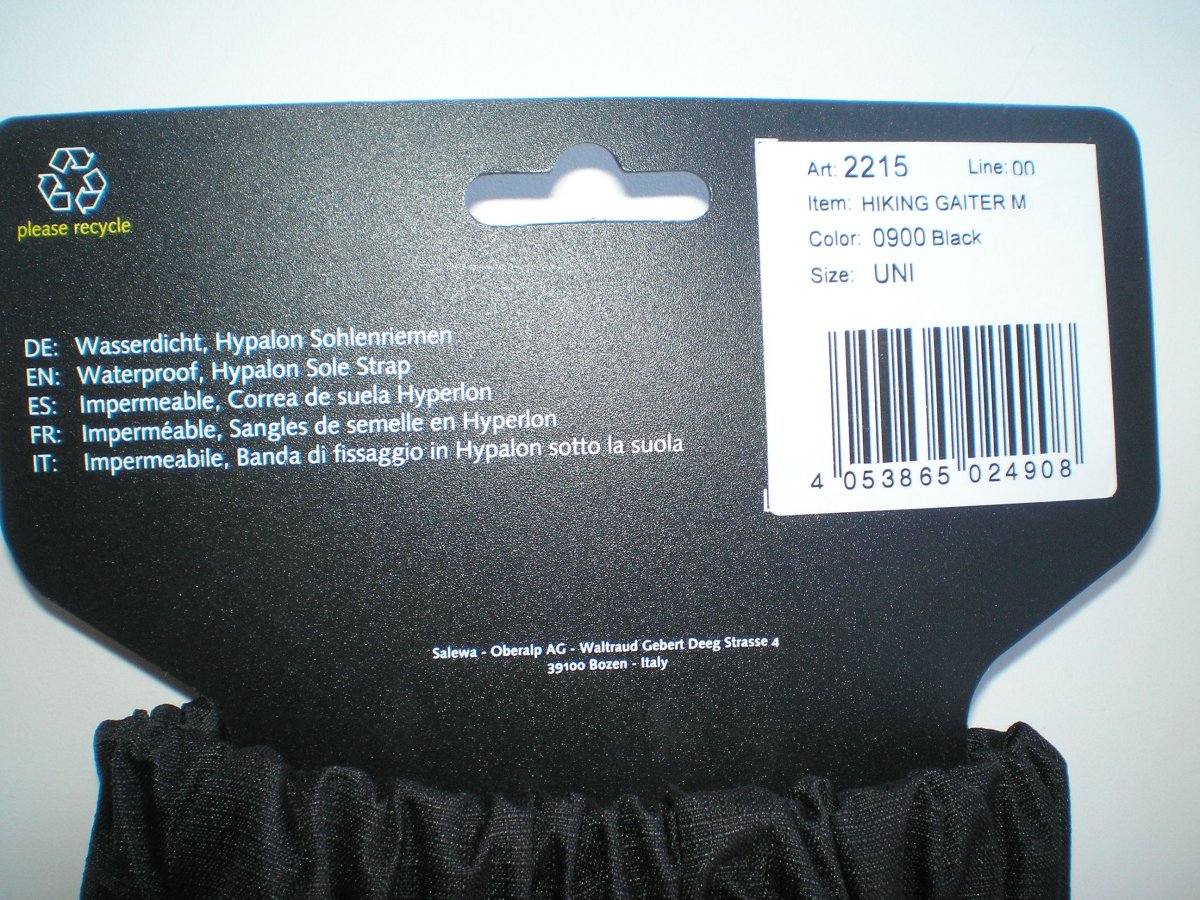 please recycle
DE: Wasserdicht, Hypalon Sohlenriemen
EN: Waterproof, Hypalon Sole Strap
ES: Impermeable, Correa de suela Hyperlon
FR: Imperméable, Sangles de semelle en Hyperlon
IT: Impermeabile, Banda di fissaggio in Hypalon sotto la suola
Art: 2215 Line: 00
Item: HIKING GAITER M
Color: 0900 Black
Size: UNI
4 053865 024908
Salewa - Oberalp AG - Waltraud Gebert Deeg Strasse 4
39100 Bozen - Italy